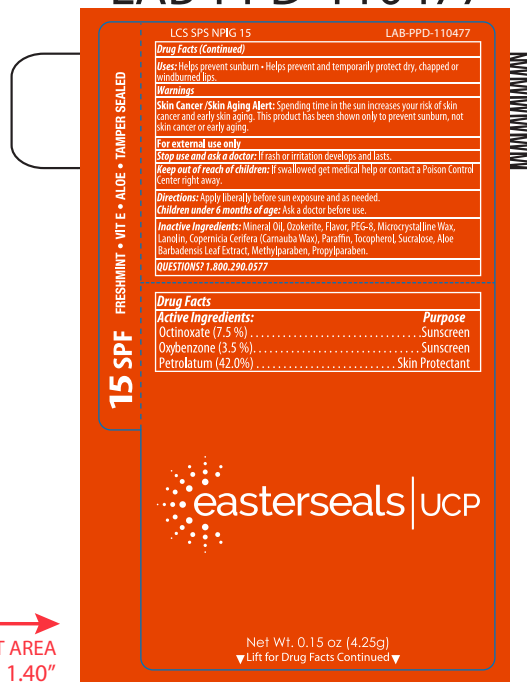 LAB-PPD-110477
LCS SPS NPIG 15 LAB-PPD-110477
Drug Facts (Continued)
Uses: Helps prevent sunburn • Helps prevent and temporarily protect dry, chapped or
windburned lips.
Warnings
Skin Cancer /Skin Aging Alert: Spending time in the sun increases your risk of skin
cancer and early skin aging. This product has been shown only to prevent sunburn, not
skin cancer or early aging.
For external use only
Stop use and ask a doctor: If rash or irritation develops and lasts.
Keep out of reach of children: If swallowed get medical help or contact a Poison Control
Center right away.
Directions: Apply liberally before sun exposure and as needed.
Children under 6 months of age: Ask a doctor before use.
Inactive Ingredients: Mineral Oil, Ozokerite, Flavor, PEG-8, Microcrystalline Wax,
Lanolin, Copernicia Cerifera (Carnauba Wax), Paraffin, Tocopherol, Sucralose, Aloe
Barbadensis Leaf Extract, Methylparaben, Propylparaben.
QUESTIONS? 1.800.290.0577
15 SPF FRESHMINT • VIT E • ALOE • TAMPER SEALED
Drug Facts
Active Ingredients: Purpose
Octinoxate (7.5 %) . . . . . . . . . . . . . . . . . . . . . . . . . . . . . . Sunscreen
Oxybenzone (3.5 %). . . . . . . . . . . . . . . . . . . . . . . . . . . . . Sunscreen
Petrolatum (42.0%) . . . . . . . . . . . . . . . . . . . . . . . . . Skin Protectant
easterseals | UCP
Net Wt. 0.15 oz (4.25g)
▼Lift for Drug Facts Continued▼
T AREA
1.40"